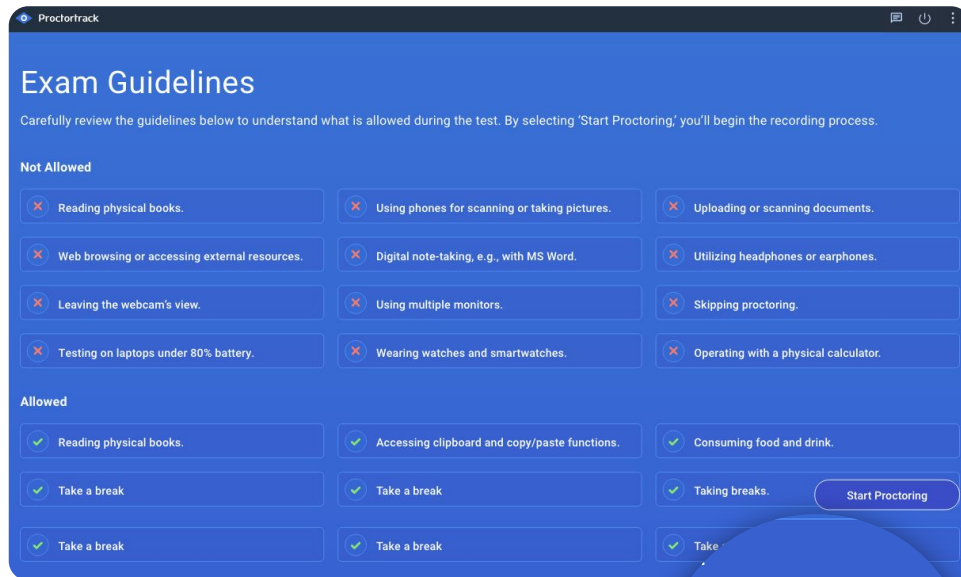 Proctortrack
Exam Guidelines
Carefully review the guidelines below to understand what is allowed during the test. By selecting ‘Start Proctoring,’ you’ll begin the recording process.
Not Allowed
Reading physical books.
Using phones for scanning or taking pictures.
Uploading or scanning documents.
Web browsing or accessing external resources.
Digital note-taking, e.g., with MS Word.
Utilizing headphones or earphones.
Leaving the webcam’s view.
Using multiple monitors.
Skipping proctoring.
Testing on laptops under 80% battery.
Wearing watches and smartwatches.
Operating with a physical calculator.
Allowed
Reading physical books.
Accessing clipboard and copy/paste functions.
Consuming food and drink.
Take a break
Take a break
Taking breaks.
Start Proctoring
Take a break
Take a break
Take